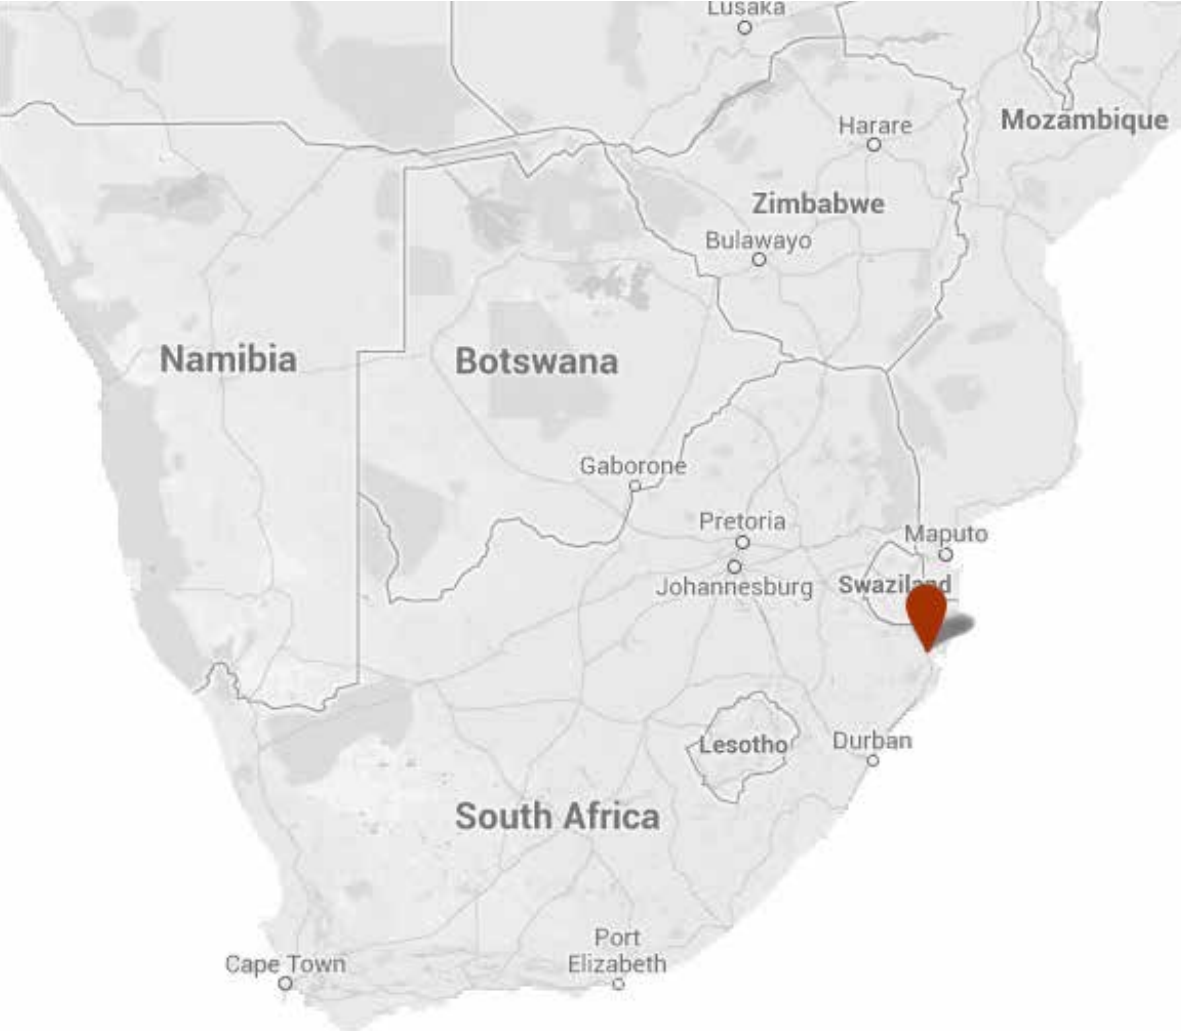 Lusaka
Mozambique
Harare
Zimbabwe
Bulawayo
Namibia
Botswana
Gaborone
Pretoria
Maputo
Johannesburg
Swaziland
Lesotho
Durban
South Africa
Port
Elizabeth
Cape Town